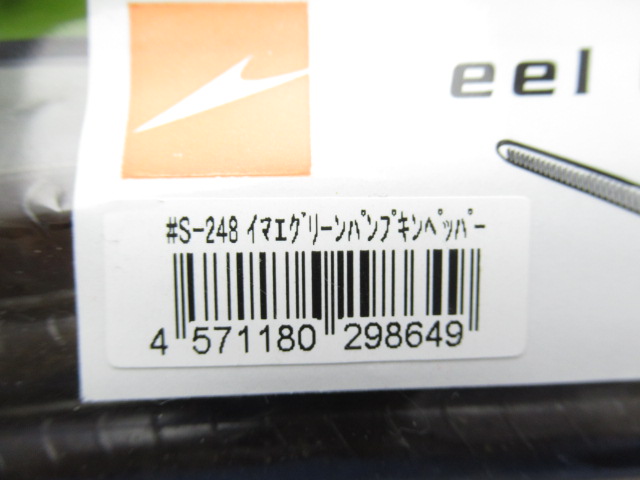 eel
#S-248 ｲﾏｴｸﾞﾘｰﾝﾊﾟﾝﾌﾟｷﾝﾍﾟｯﾊﾟｰ
4 571180 298649